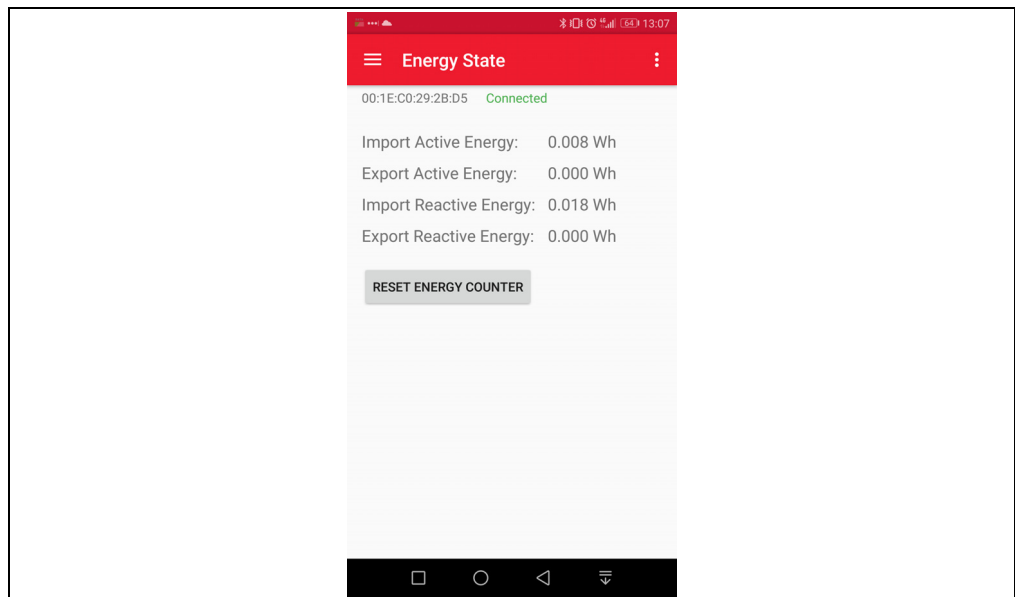 64 13:07
Energy State
00:1E:C0:29:2B:D5 Connected
Import Active Energy: 0.008 Wh
Export Active Energy: 0.000 Wh
Import Reactive Energy: 0.018 Wh
Export Reactive Energy: 0.000 Wh
RESET ENERGY COUNTER